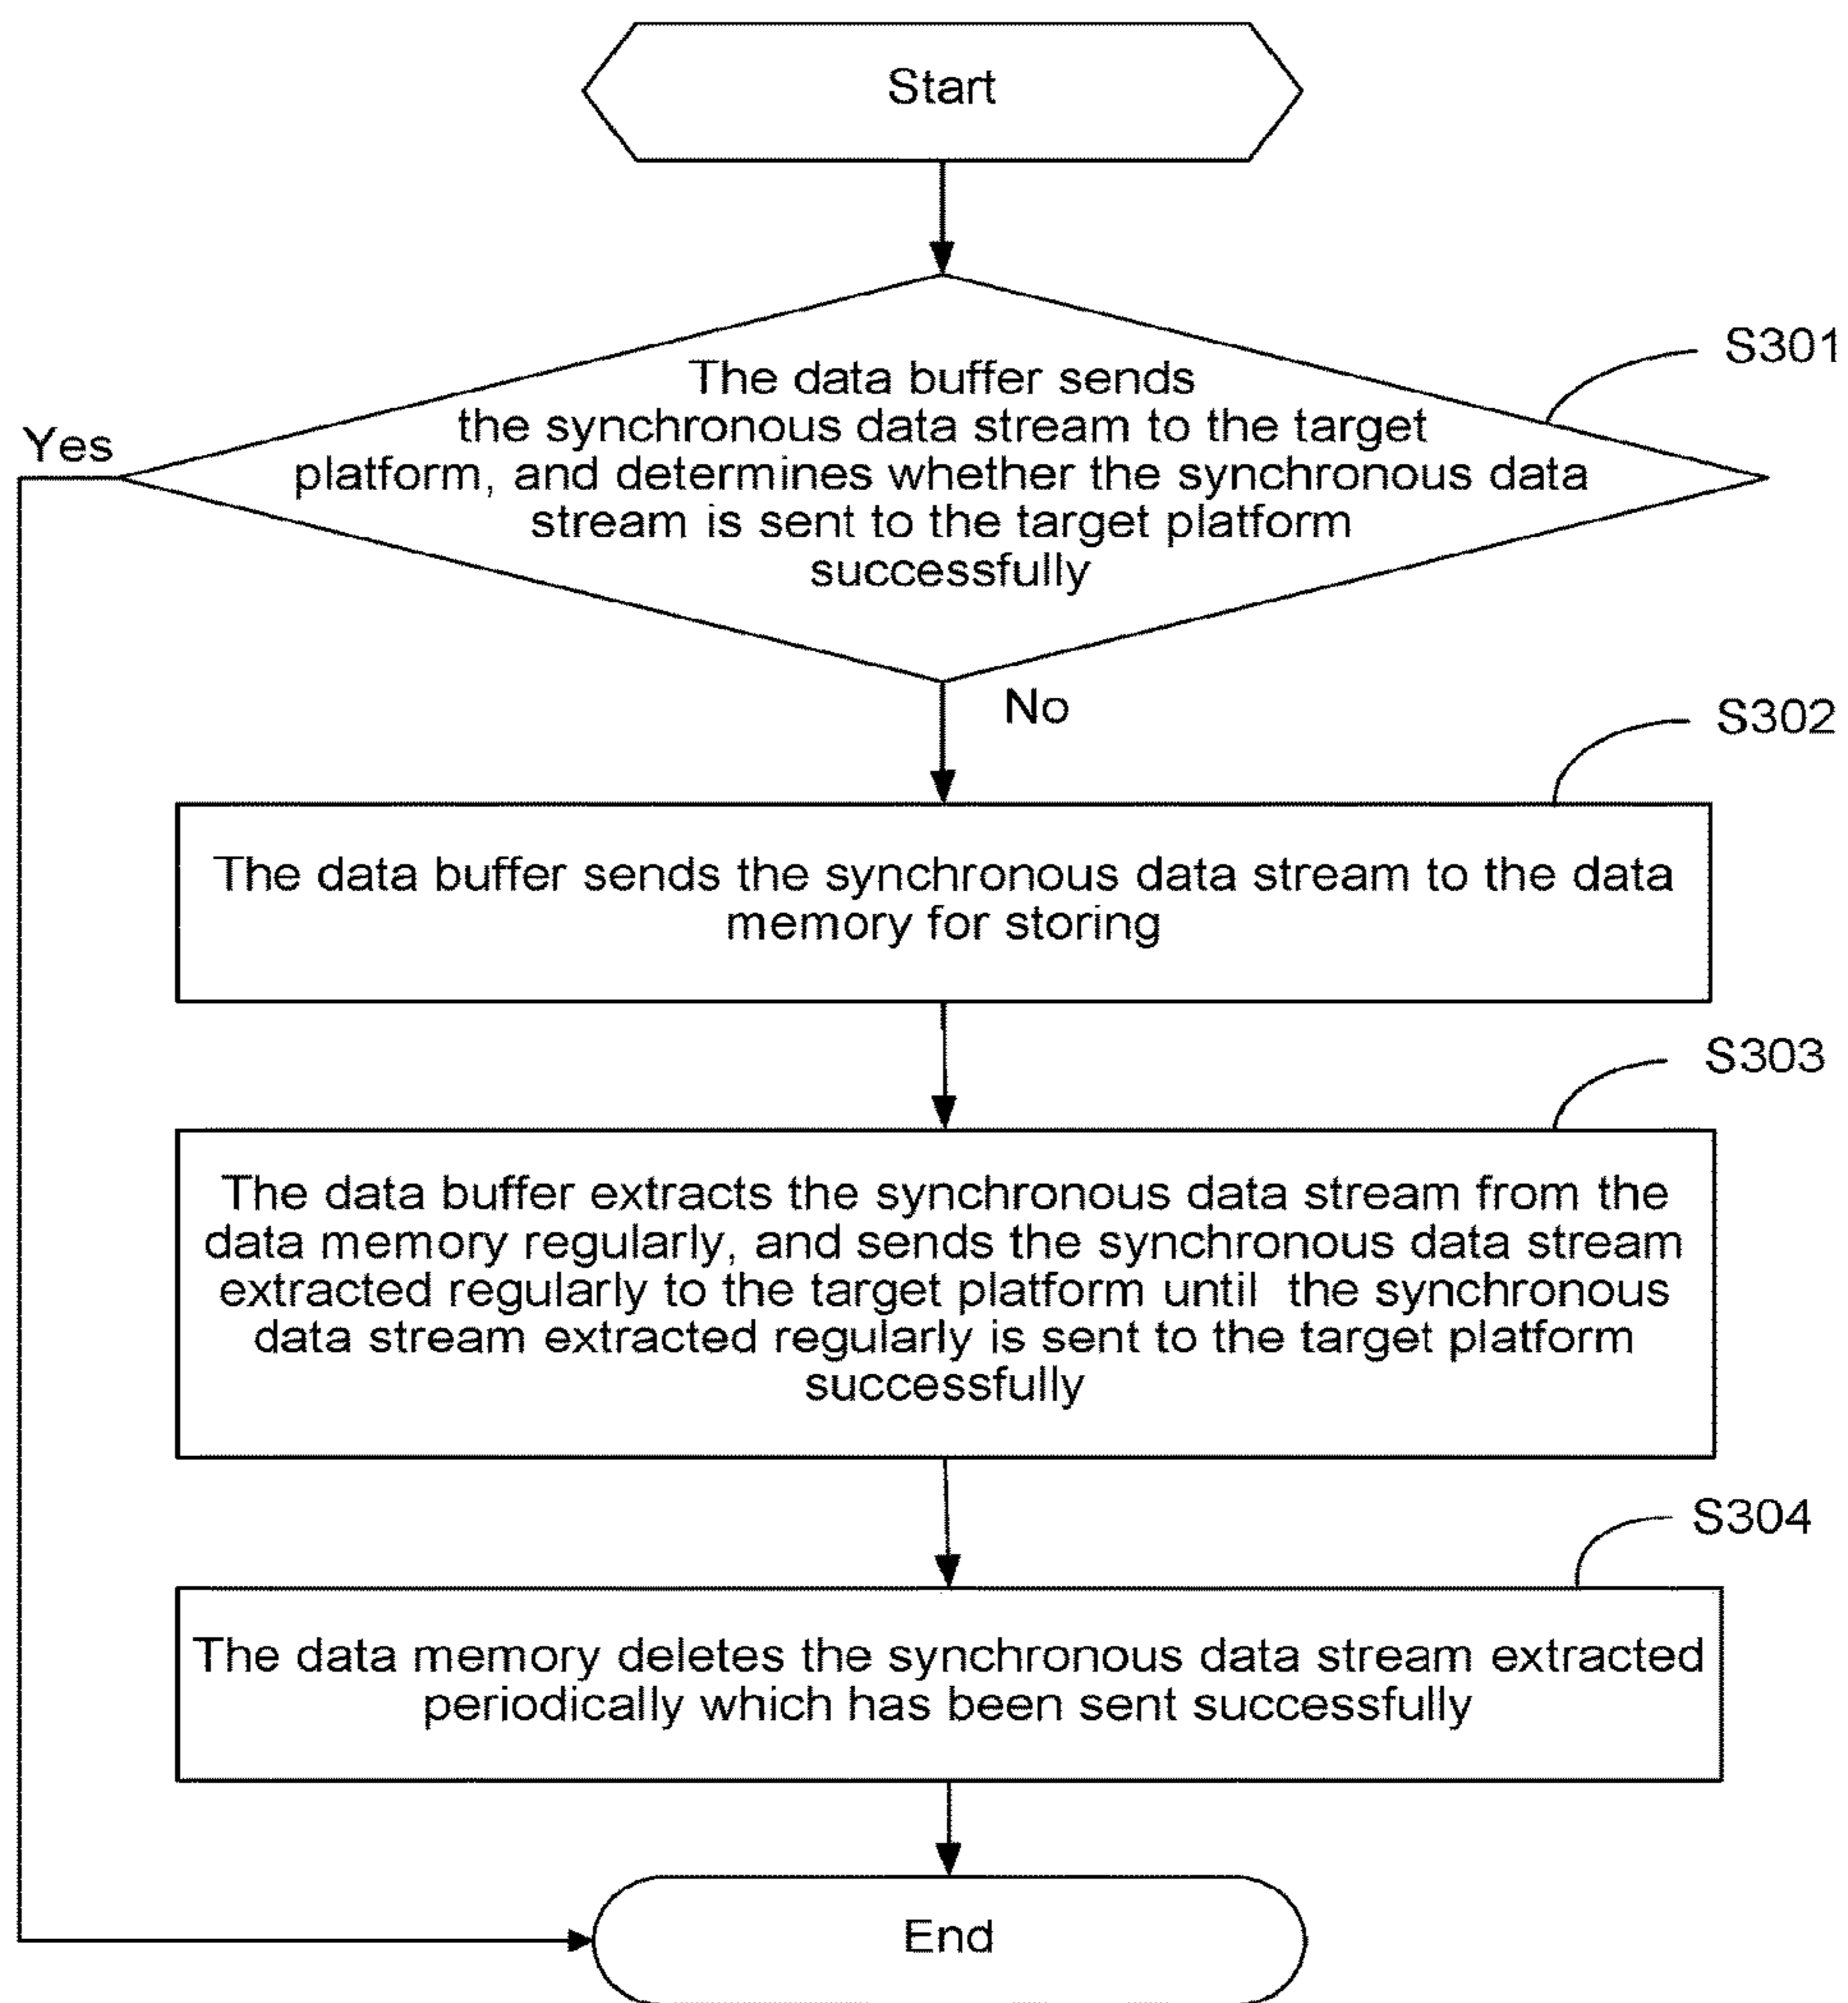 Start
S301
The data buffer sends
the synchronous data stream to the target
platform, and determines whether the synchronous data
stream is sent to the target platform
successfully
Yes
No
S302
The data buffer sends the synchronous data stream to the data
memory for storing
S303
The data buffer extracts the synchronous data stream from the
data memory regularly, and sends the synchronous data stream
extracted regularly to the target platform until the synchronous
data stream extracted regularly is sent to the target platform
successfully
S304
The data memory deletes the synchronous data stream extracted
periodically which has been sent successfully
End